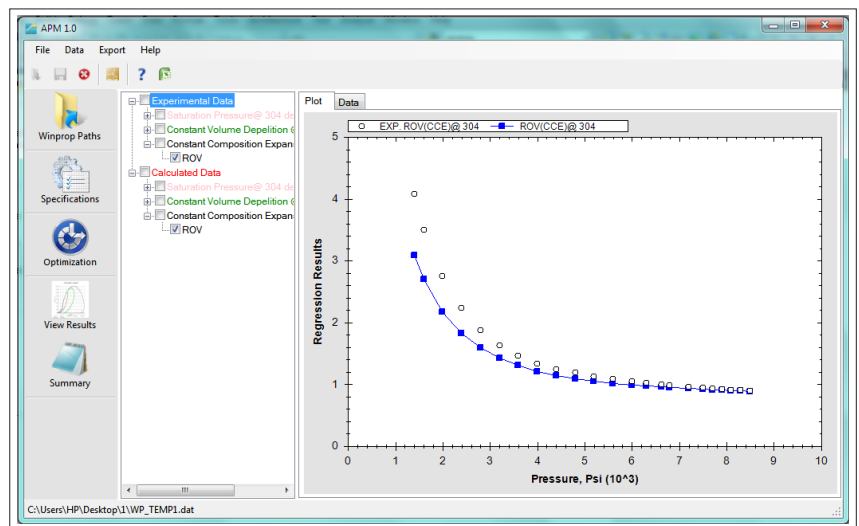 APM 1.0
File Data Export Help
Winprop Paths
Specifications
Optimization
View Results
Summary
Experimental Data
Saturation Pressure@ 304 de
Constant Volume Depelition
Constant Composition Expan
ROV
Calculated Data
Saturation Pressure@ 304 de
Constant Volume Depelition
Constant Composition Expan
ROV
Plot Data
EXP. ROV(CCE)@ 304 ROV(CCE)@ 304
Regression Results
5
4
3
2
1
0
0 1 2 3 4 5 6 7 8 9 10
Pressure, Psi (10^3)
C:\Users\HP\Desktop\1\WP_TEMP1.dat